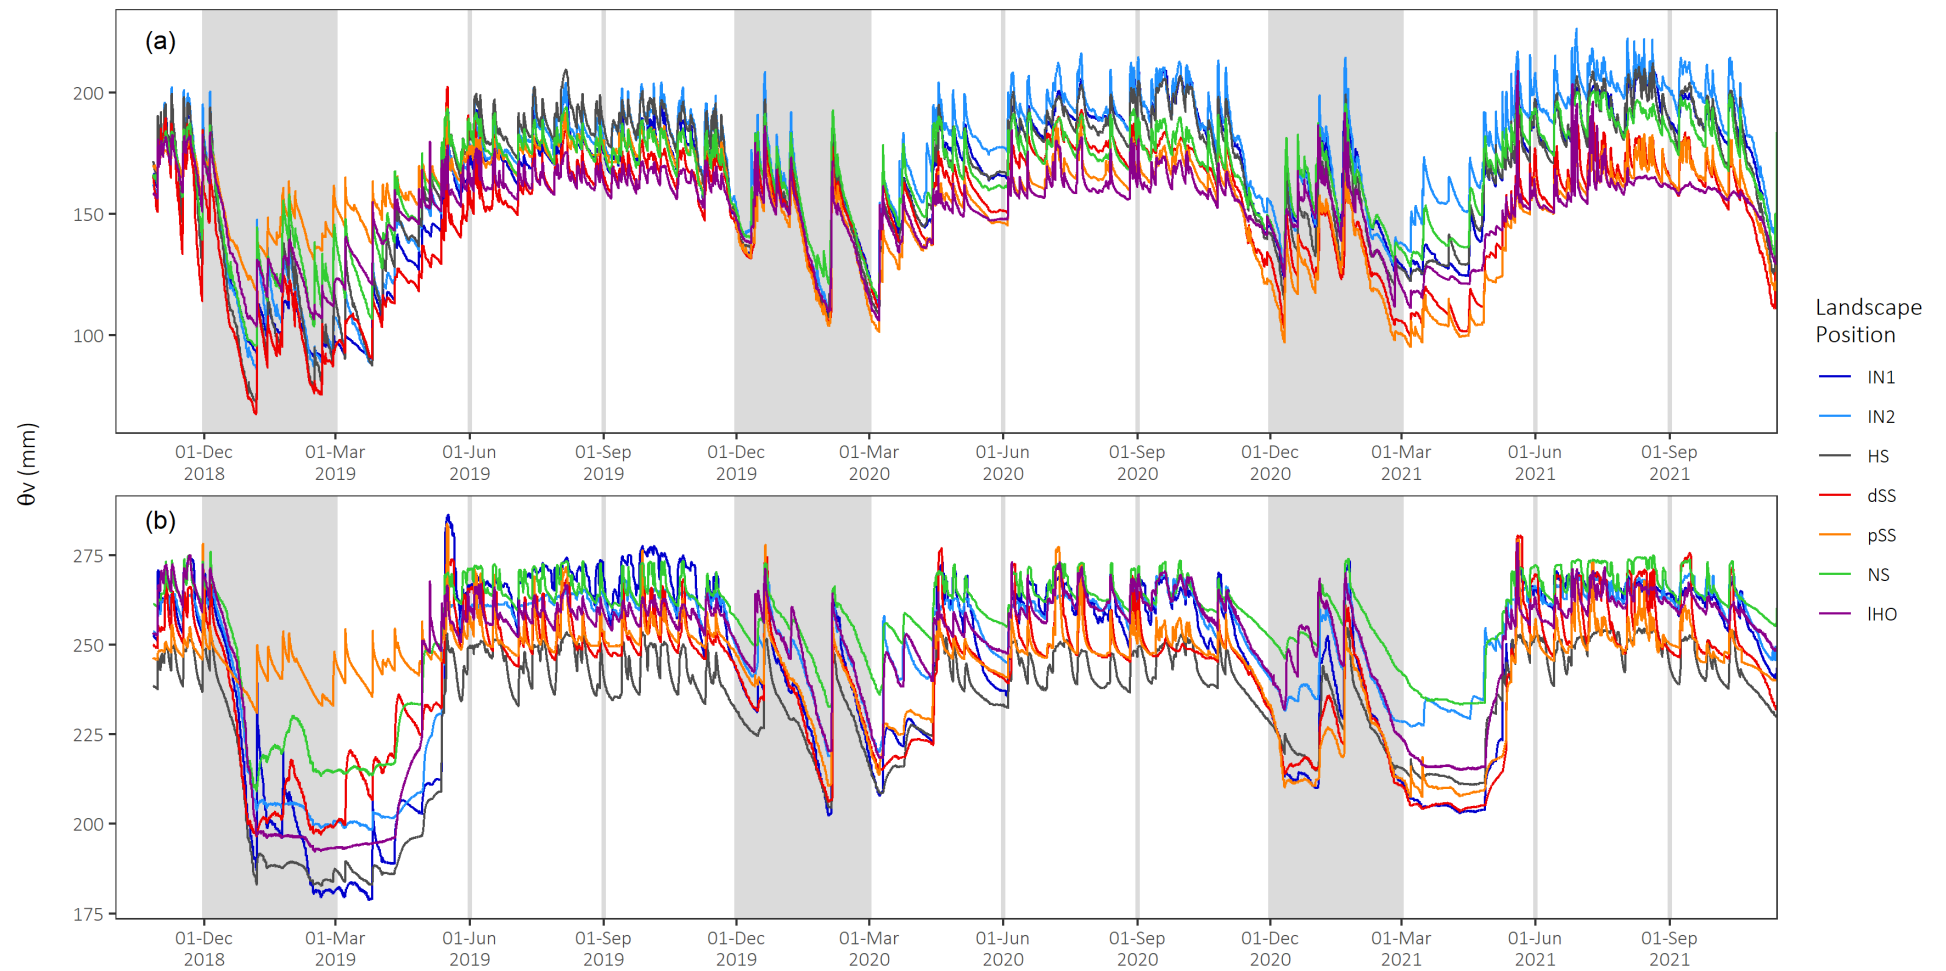 (a)
200
150
100
01-Dec 01-Mar 01-Jun 01-Sep 01-Dec 01-Mar 01-Jun 01-Sep 01-Dec 01-Mar 01-Jun 01-Sep
2018 2019 2019 2019 2019 2020 2020 2020 2020 2021 2021 2021
θv (mm)
(b)
275
250
225
200
175
01-Dec 01-Mar 01-Jun 01-Sep 01-Dec 01-Mar 01-Jun 01-Sep 01-Dec 01-Mar 01-Jun 01-Sep
2018 2019 2019 2019 2019 2020 2020 2020 2020 2021 2021 2021
Landscape
Position
IN1
IN2
HS
dSS
pSS
NS
lHO